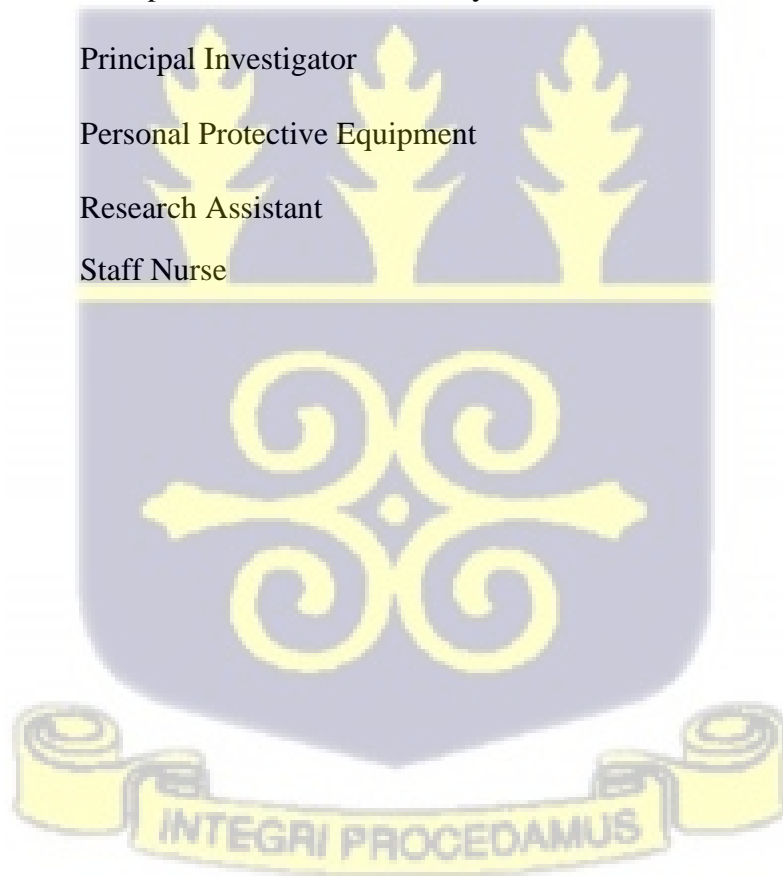 Principal Investigator
Personal Protective Equipment
Research Assistant
Staff Nurse
INTEGRI PROCEDAMUS